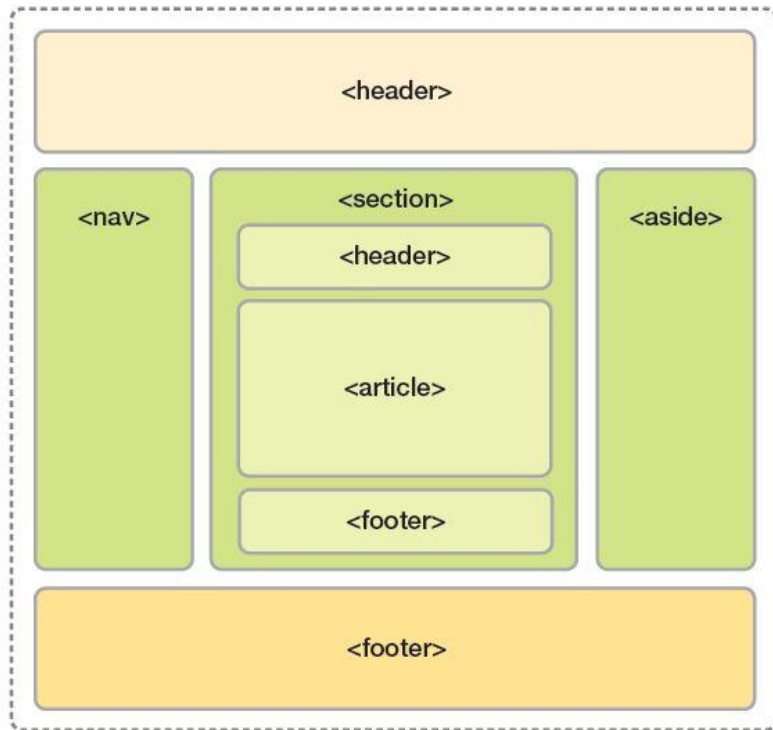 <header>
<nav>
<section>
<aside>
<header>
<article>
<footer>
<footer>